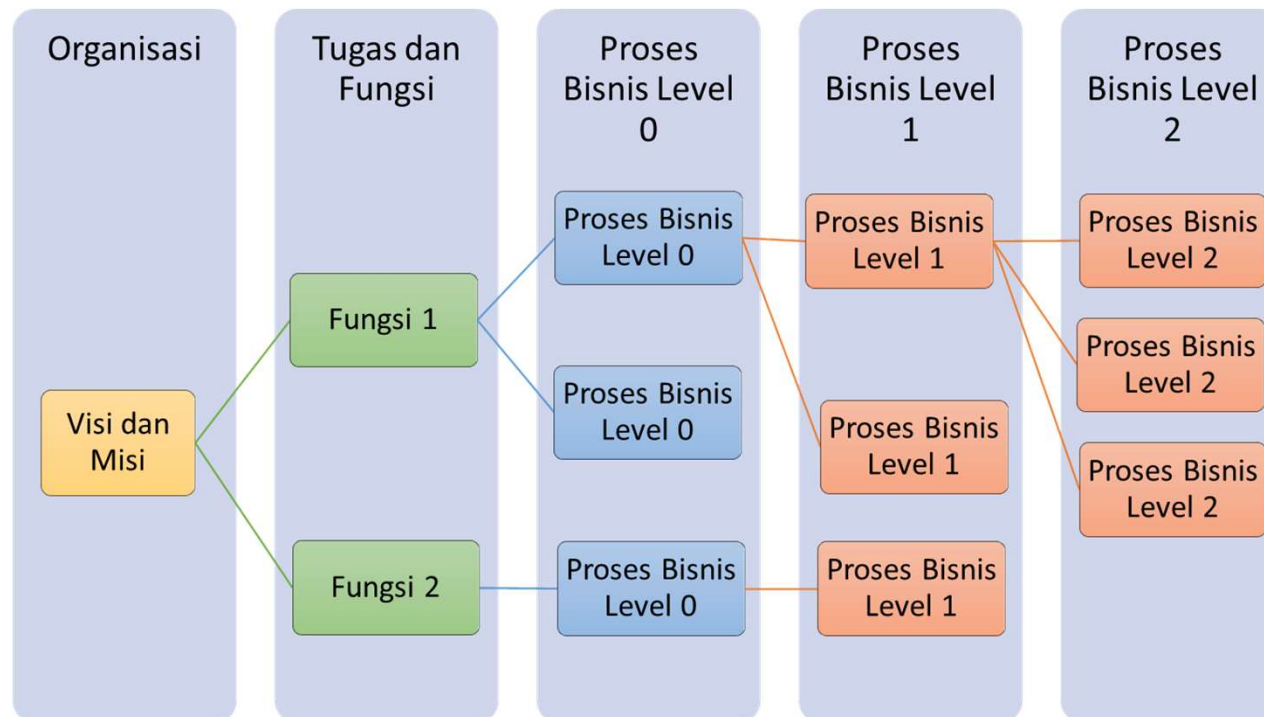 Organisasi
Tugas dan
Fungsi
Proses
Bisnis Level
0
Proses
Bisnis Level
1
Proses
Bisnis Level
2
Visi dan
Misi
Fungsi 1
Fungsi 2
Proses Bisnis
Level 0
Proses Bisnis
Level 0
Proses Bisnis
Level 0
Proses Bisnis
Level 1
Proses Bisnis
Level 1
Proses Bisnis
Level 1
Proses Bisnis
Level 2
Proses Bisnis
Level 2
Proses Bisnis
Level 2